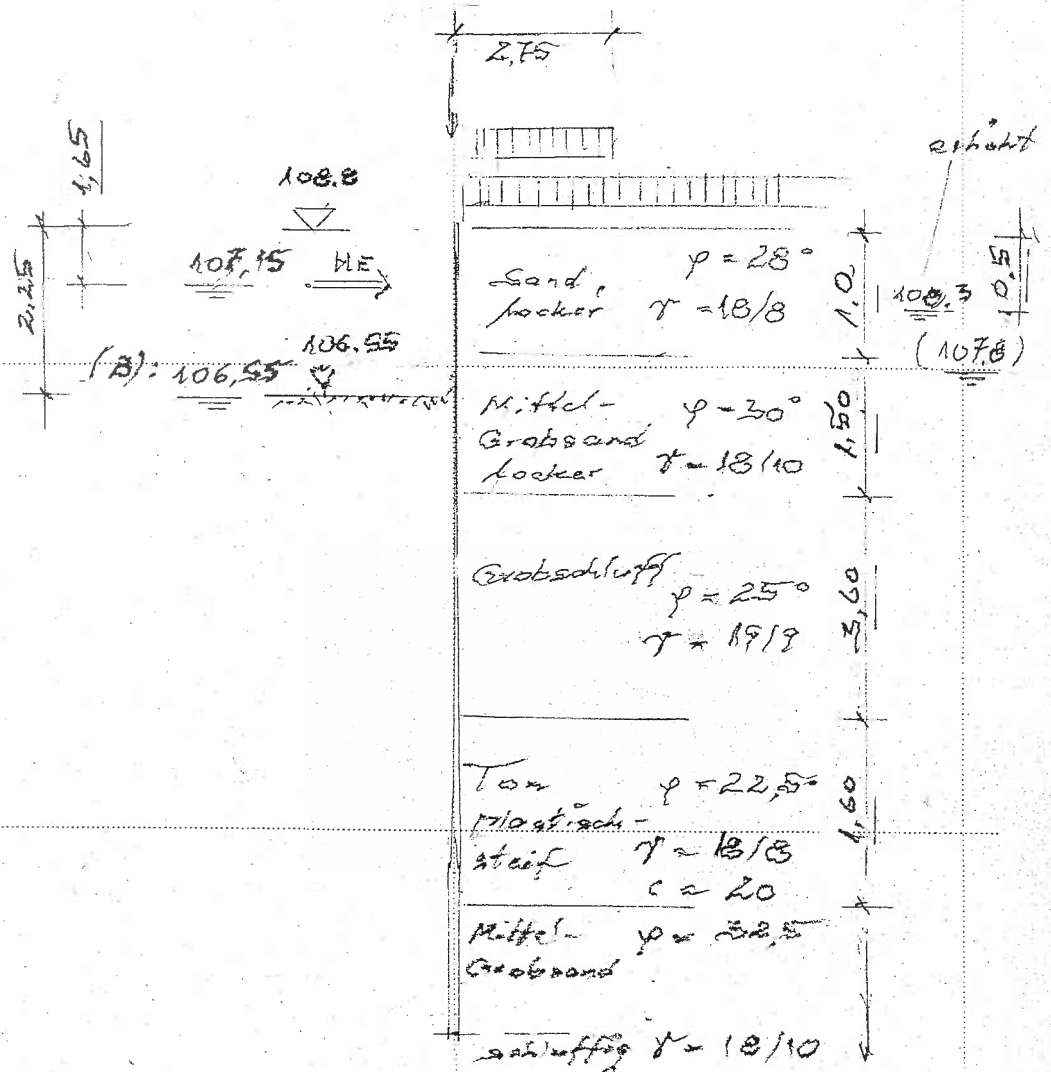 2,75
erhöht
1,65
108.8
2,25
107,15 HE
Sand, φ = 28°
locker γ = 18/8
1.0
108,3
0,5
(107.8)
(B): 106,55
106.55
Mittel- φ = 30°
Grobsand
locker γ = 18/10
1,50
Grobschluff
φ = 25°
γ = 19/9
3,60
Ton φ = 22,5°
plastisch-
steif γ = 18/8
c = 20
1,60
Mittel- φ = 32,5
Grobsand
schluffig γ = 18/10